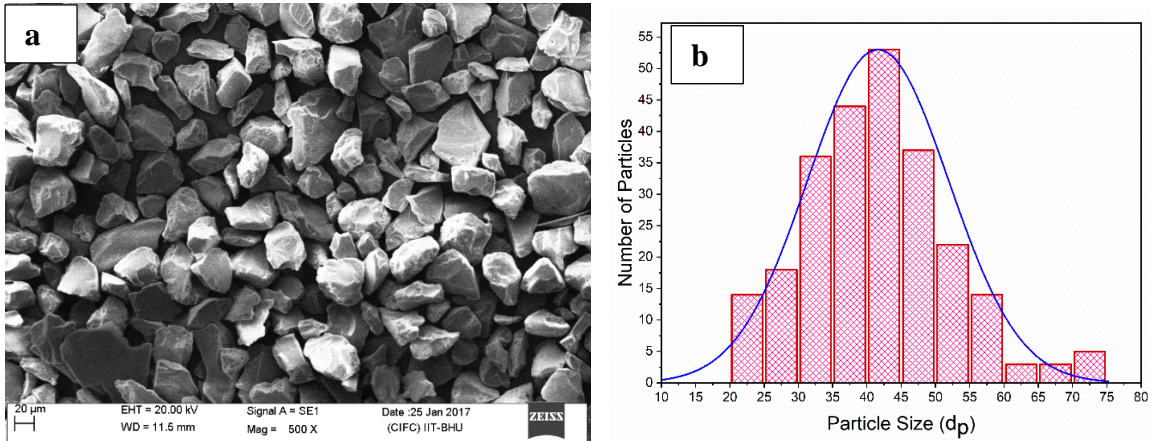 a
20 µm
EHT = 20.00 kV
Signal A = SE1
Date :25 Jan 2017
WD = 11.5 mm
Mag = 500 X
(CIFC) IIT-BHU
ZEISS
b
Number of Particles
55
50
45
40
35
30
25
20
15
10
5
0
10 15 20 25 30 35 40 45 50 55 60 65 70 75 80
Particle Size (dp)